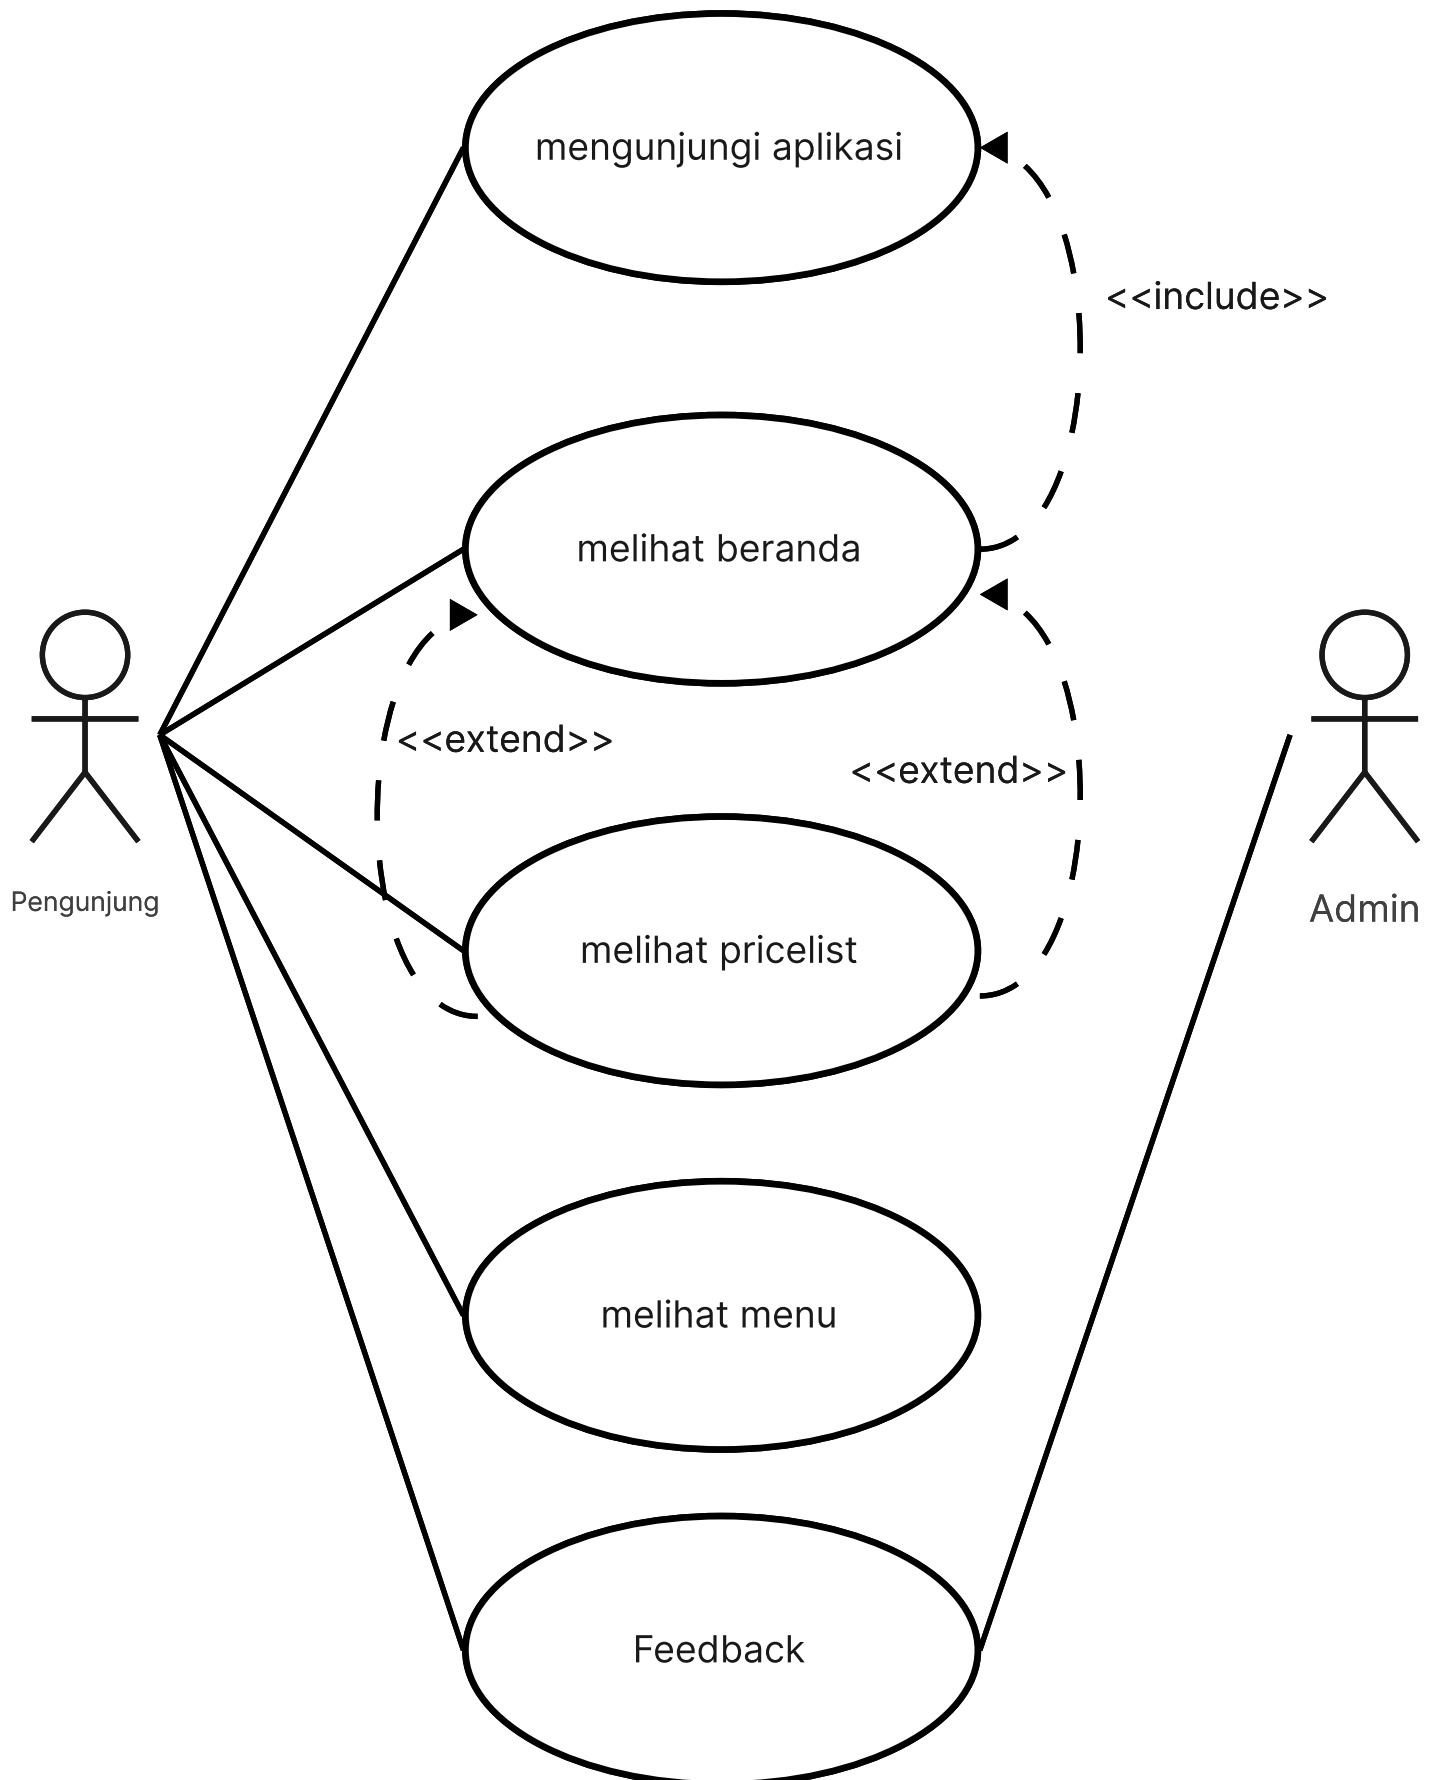 mengunjungi aplikasi
<<include>>
melihat beranda
<<extend>>
<<extend>>
Pengunjung
Admin
melihat pricelist
melihat menu
Feedback